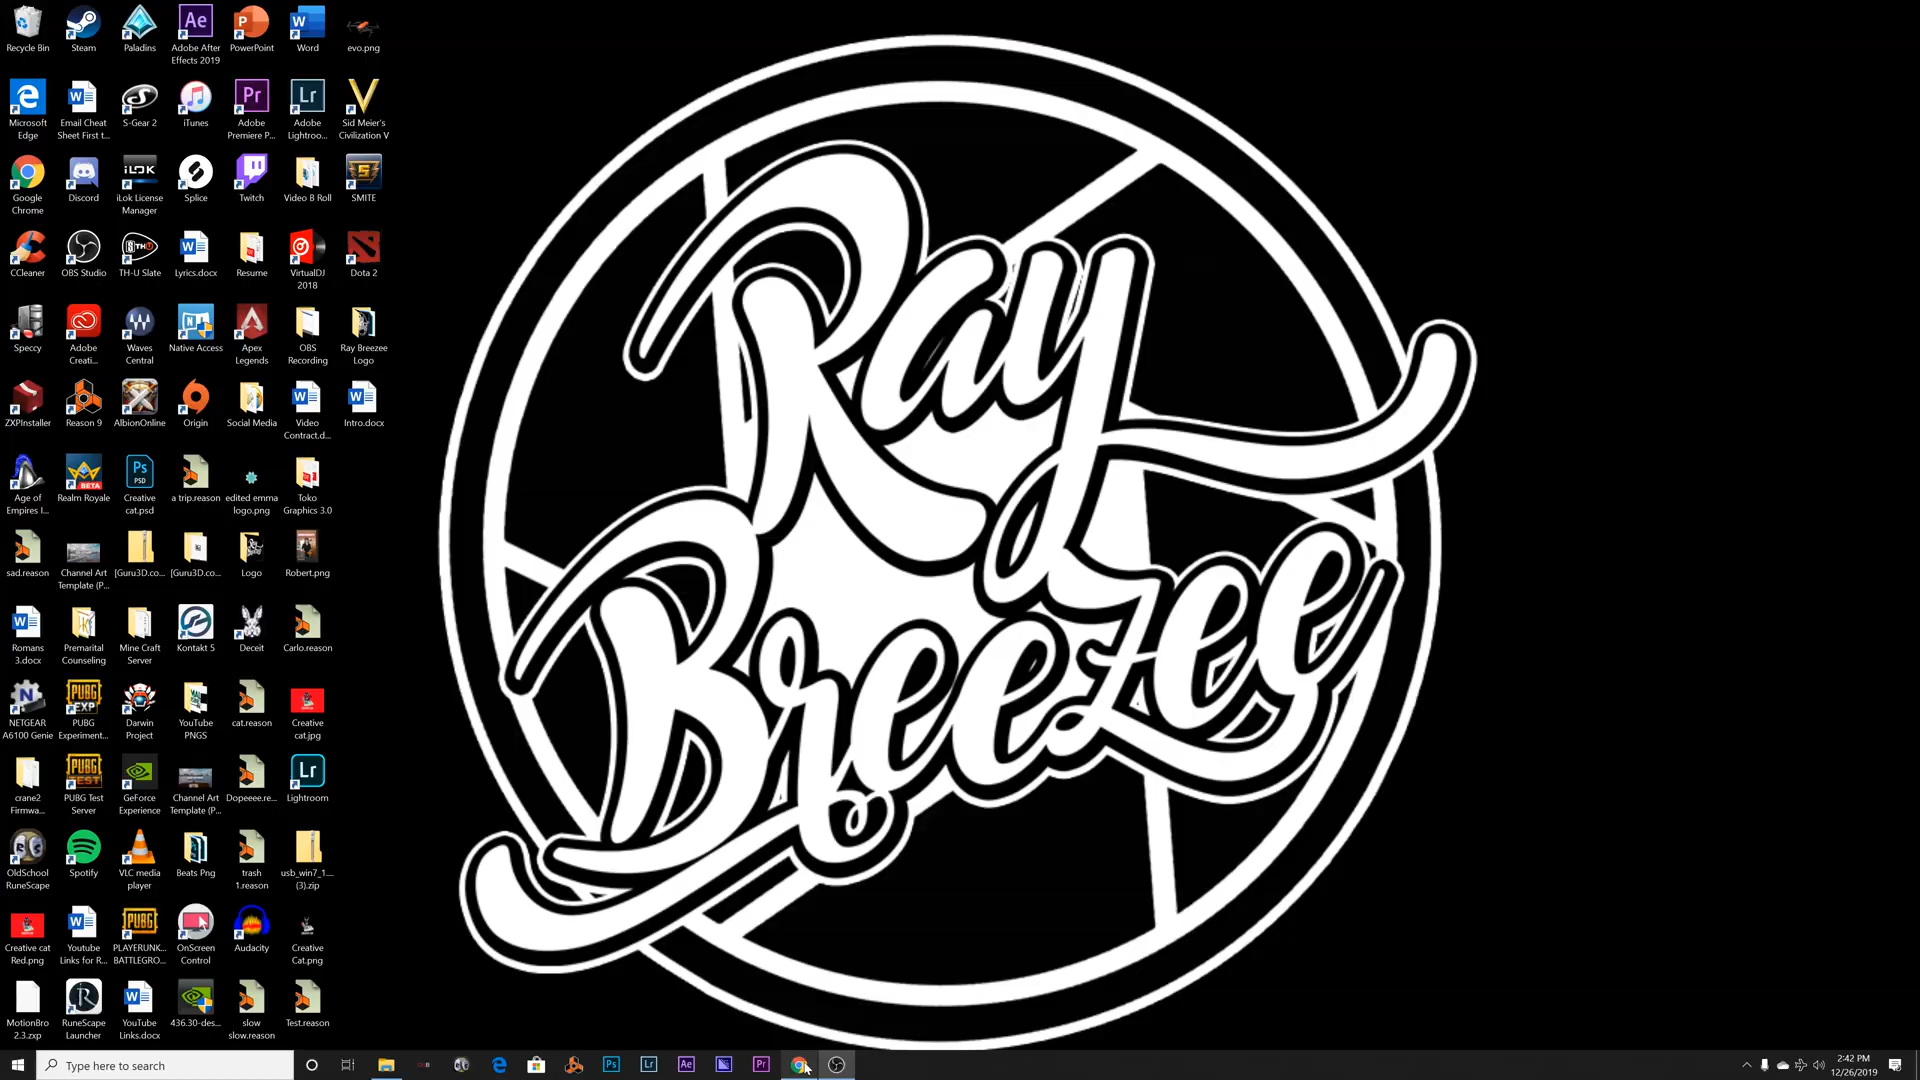 Recycle Bin
Steam
Paladins
Adobe After
Effects 2019
PowerPoint
Word
evo.png
Microsoft
Edge
Email Cheat
Sheet First t...
S-Gear 2
iTunes
Adobe
Premiere P...
Adobe
Lightroo...
Sid Meier's
Civilization V
Google
Chrome
Discord
iLok License
Manager
Splice
Twitch
Video B Roll
SMITE
CCleaner
OBS Studio
TH-U Slate
Lyrics.docx
Resume
VirtualDJ
2018
Dota 2
Speccy
Adobe
Creati...
Waves
Central
Native Access
Apex
Legends
OBS
Recording
Ray Breezee
Logo
ZXPInstaller
Reason 9
AlbionOnline
Origin
Social Media
Video
Contract.d...
Intro.docx
Age of
Empires I...
Realm Royale
Creative
cat.psd
a trip.reason
edited emma
logo.png
Toko
Graphics 3.0
sad.reason
Channel Art
Template (P...
[Guru3D.co...
[Guru3D.co...
Logo
Robert.png
Romans
3.docx
Premarital
Counseling
Mine Craft
Server
Kontakt 5
Deceit
Carlo.reason
NETGEAR
A6100 Genie
PUBG
Experiment...
Darwin
Project
YouTube
PNGS
cat.reason
Creative
cat.jpg
crane2
Firmwa...
PUBG Test
Server
GeForce
Experience
Channel Art
Template (P...
Dopeeee.re...
Lightroom
OldSchool
RuneScape
Spotify
VLC media
player
Beats Png
trash
1.reason
usb_win7_1....
(3).zip
Creative cat
Red.png
Youtube
Links for R...
PLAYERUNK...
BATTLEGRO...
OnScreen
Control
Audacity
Creative
Cat.png
MotionBro
2.3.zxp
RuneScape
Launcher
YouTube
Links.docx
436.30-des...
slow
slow.reason
Test.reason
Ray
Breezee
Type here to search
2:42 PM
12/26/2019